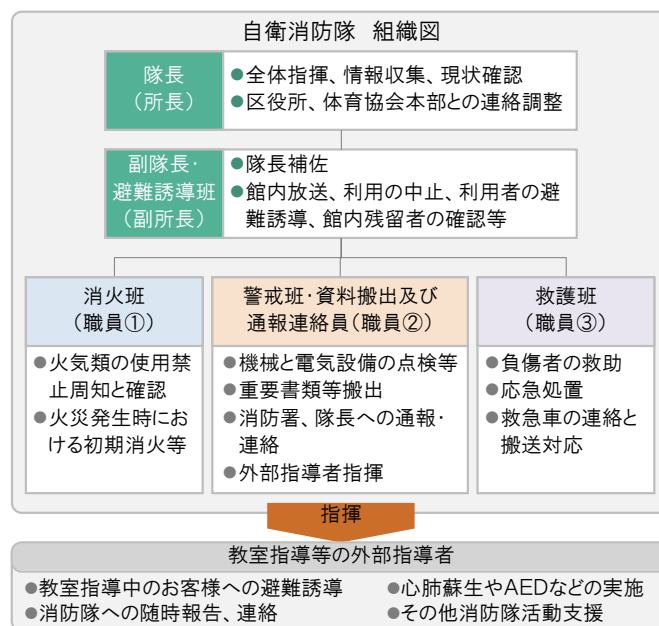 自衛消防隊 組織図
隊長
（所長）
●全体指揮、情報収集、現状確認
●区役所、体育協会本部との連絡調整
副隊長・
避難誘導班
（副所長）
●隊長補佐
●館内放送、利用の中止、利用者の避
難誘導、館内残留者の確認等
消火班
（職員①）
●火気類の使用禁
止周知と確認
●火災発生時にお
ける初期消火等
警戒班・資料搬出及び
通報連絡員（職員②）
●機械と電気設備の点検等
●重要書類等搬出
●消防署、隊長への通報・
連絡
●外部指導者指揮
救護班
（職員③）
●負傷者の救助
●応急処置
●救急車の連絡と
搬送対応
指揮
教室指導等の外部指導者
●教室指導中のお客様への避難誘導
●消防隊への随時報告、連絡
●心肺蘇生やAEDなどの実施
●その他消防隊活動支援